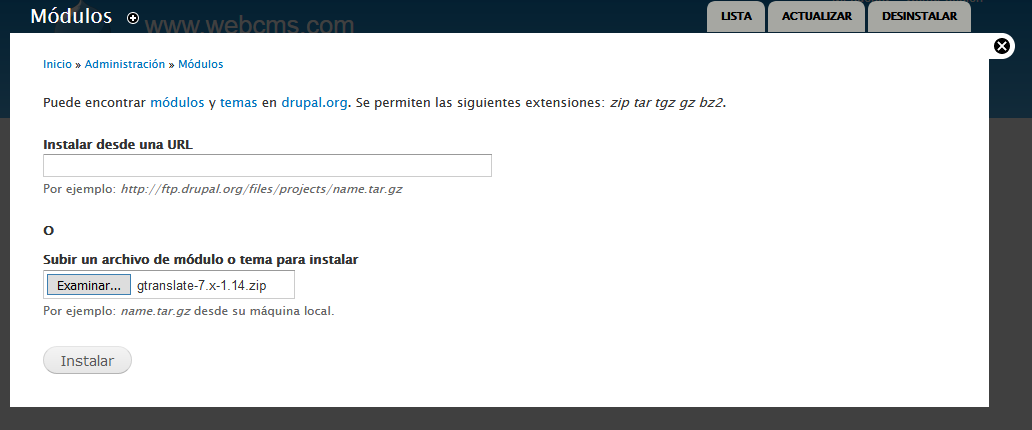 Módulos
www.webcms.com
LISTA ACTUALIZAR DESINSTALAR
Inicio » Administración » Módulos
Puede encontrar módulos y temas en drupal.org. Se permiten las siguientes extensiones: zip tar tgz gz bz2.
Instalar desde una URL
Por ejemplo: http://ftp.drupal.org/files/projects/name.tar.gz
O
Subir un archivo de módulo o tema para instalar
Examinar... gtranslate-7.x-1.14.zip
Por ejemplo: name.tar.gz desde su máquina local.
Instalar